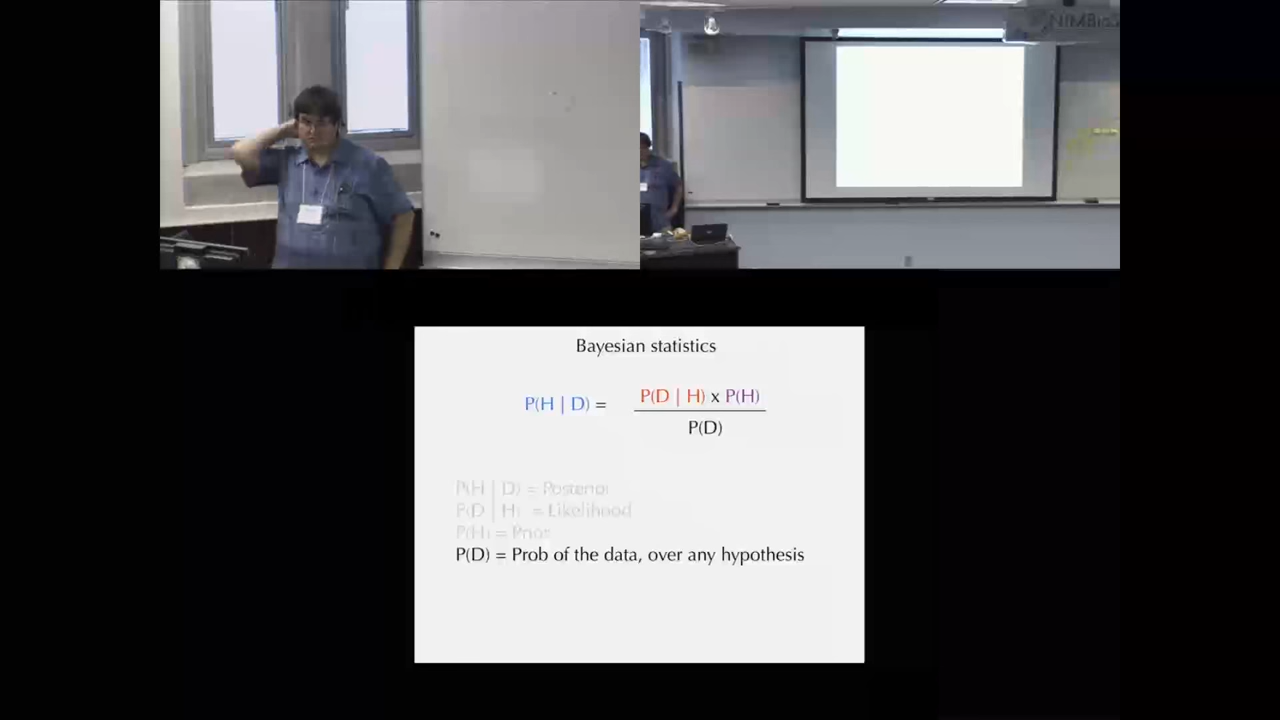 Bayesian statistics
P(H | D) = P(D | H) x P(H)
P(D)
P(H | D) = Posterior
P(D | H) = Likelihood
P(H) = Prior
P(D) = Prob of the data, over any hypothesis